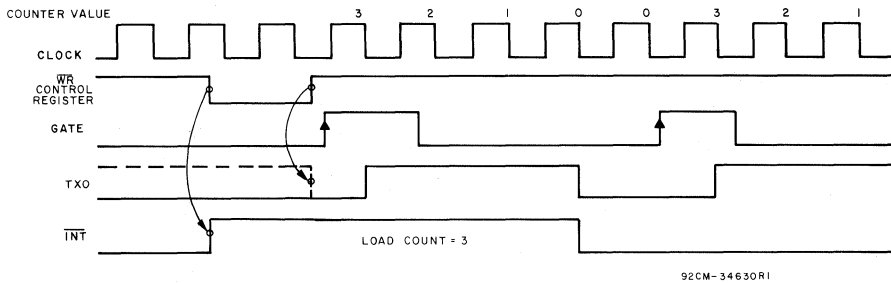 COUNTER VALUE 3 2 1 0 0 3 2 1
CLOCK
WR
CONTROL
REGISTER
GATE
TXO
INT
LOAD COUNT = 3
92CM-34630RI